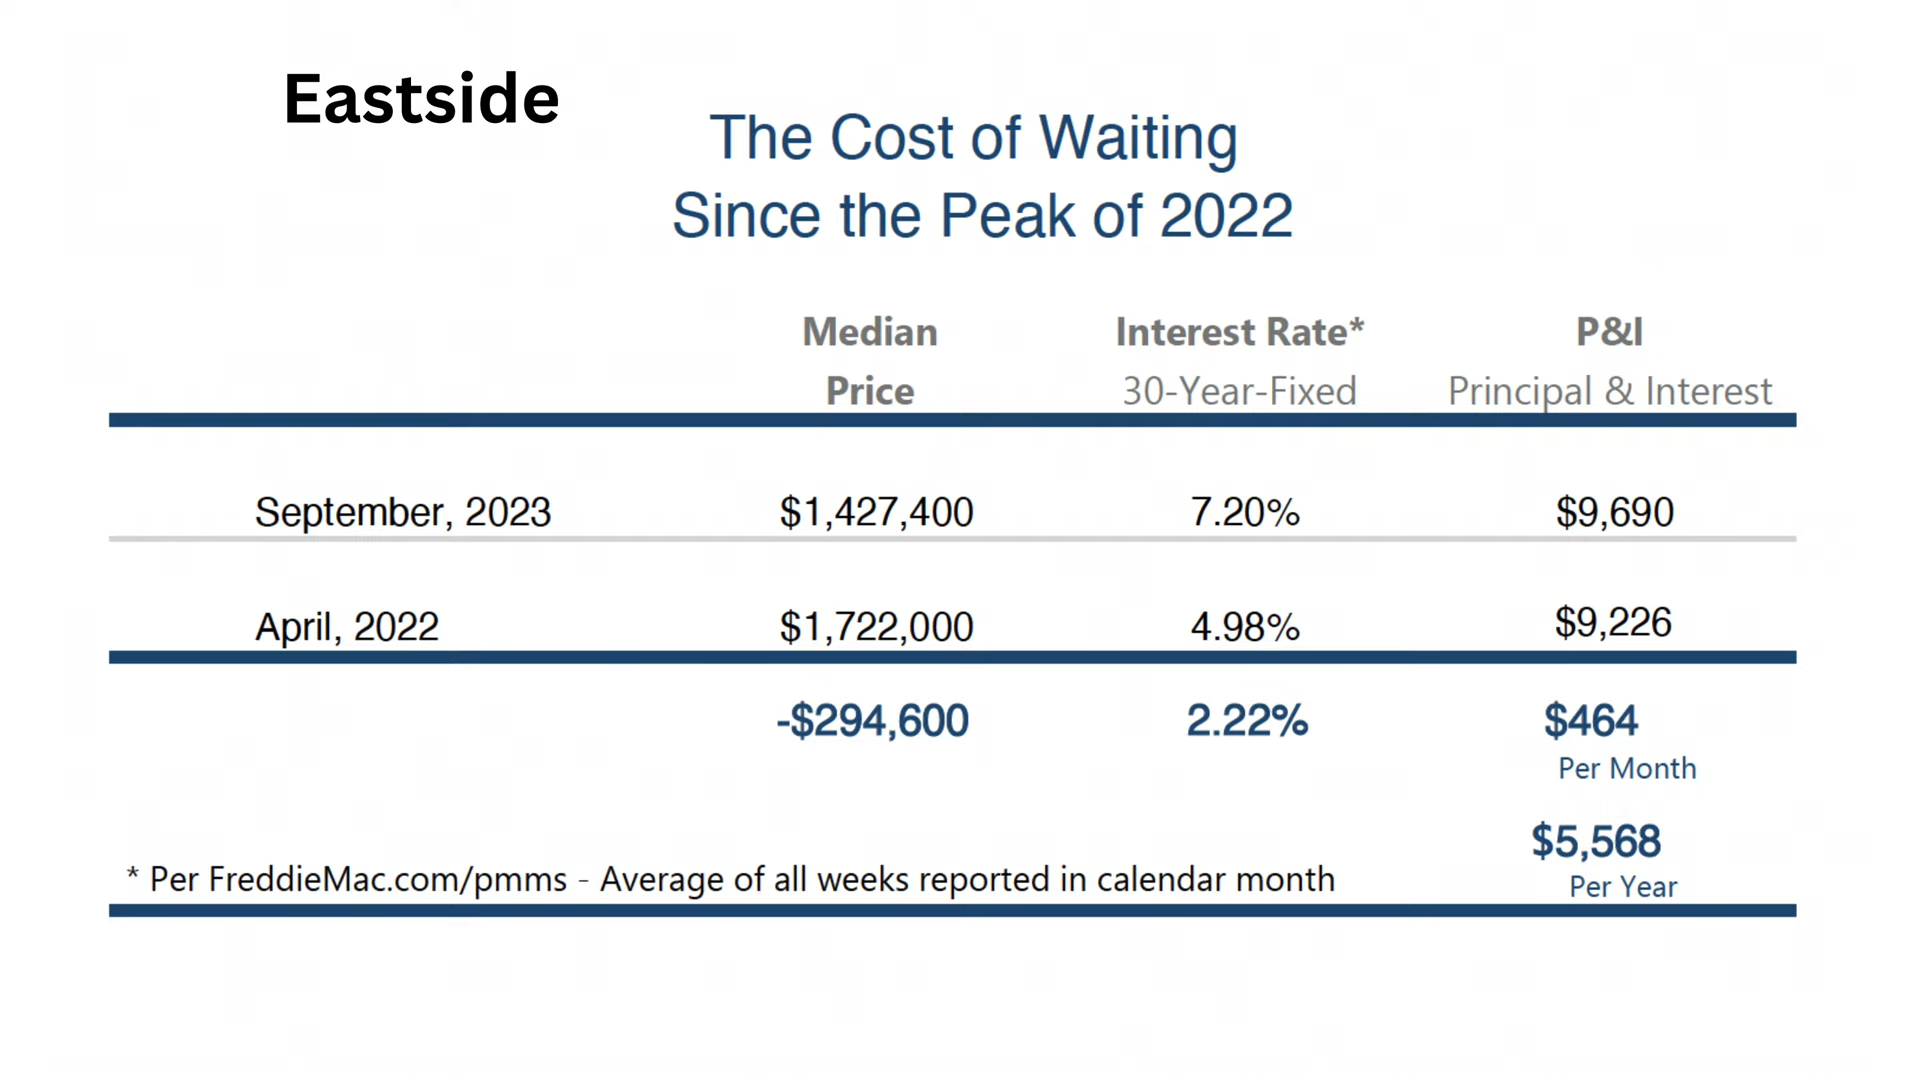 Eastside
The Cost of Waiting
Since the Peak of 2022
Median Interest Rate* P&I
Price 30-Year-Fixed Principal & Interest
September, 2023 $1,427,400 7.20% $9,690
April, 2022 $1,722,000 4.98% $9,226
-$294,600 2.22% $464
Per Month
$5,568
* Per FreddieMac.com/pmms - Average of all weeks reported in calendar month
Per Year